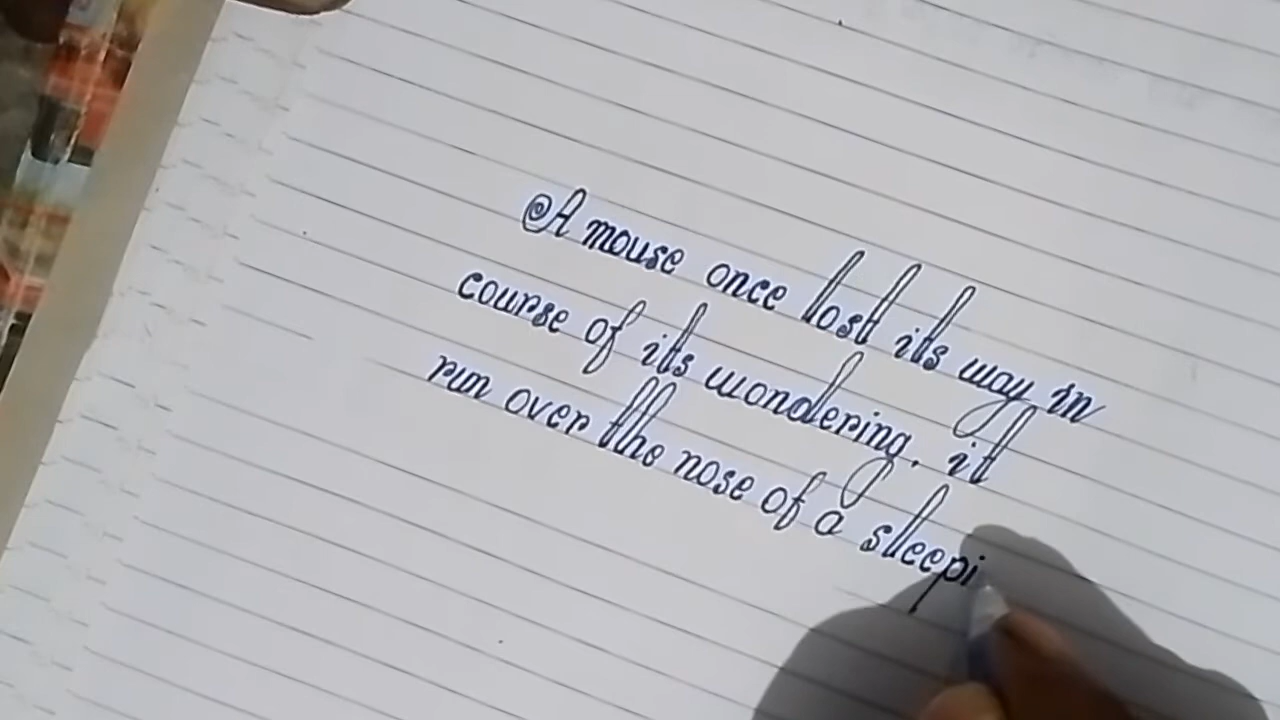 A mouse once lost its way in
course of its wondering. it
run over the nose of a sleepi